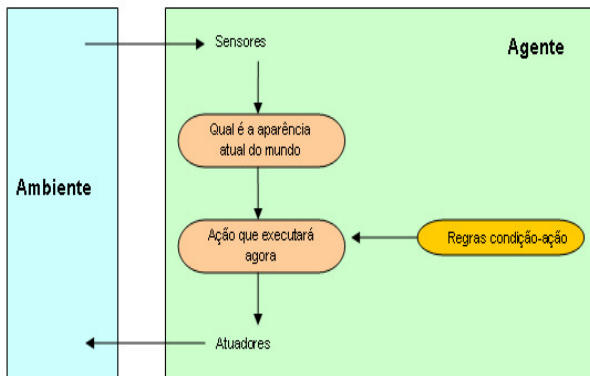 Sensores
Agente
Qual é a aparência
atual do mundo
Ambiente
Ação que executará
agora
Regras condição-ação
Atuadores